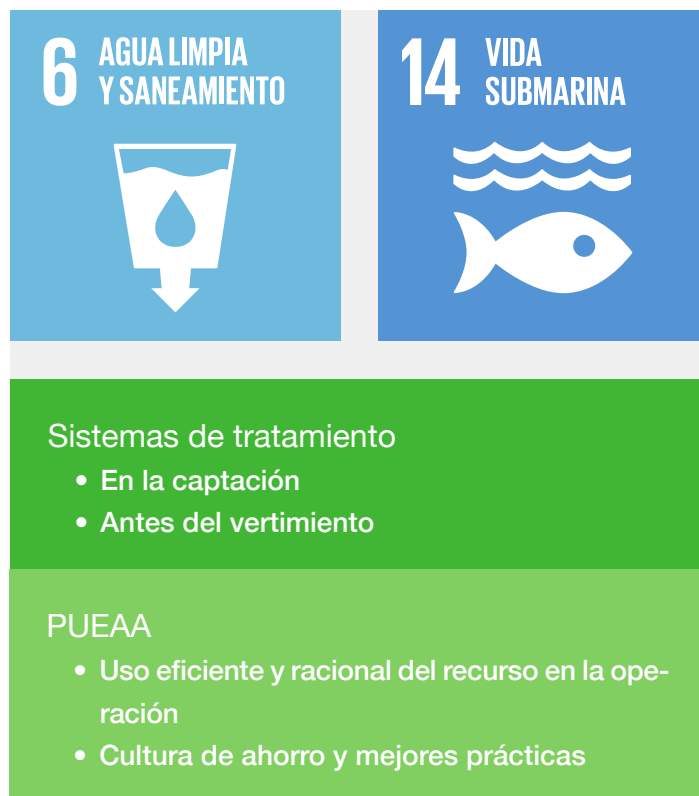 6 AGUA LIMPIA
Y SANEAMIENTO
14 VIDA
SUBMARINA
Sistemas de tratamiento
• En la captación
• Antes del vertimiento
PUEAA
• Uso eficiente y racional del recurso en la ope-
ración
• Cultura de ahorro y mejores prácticas